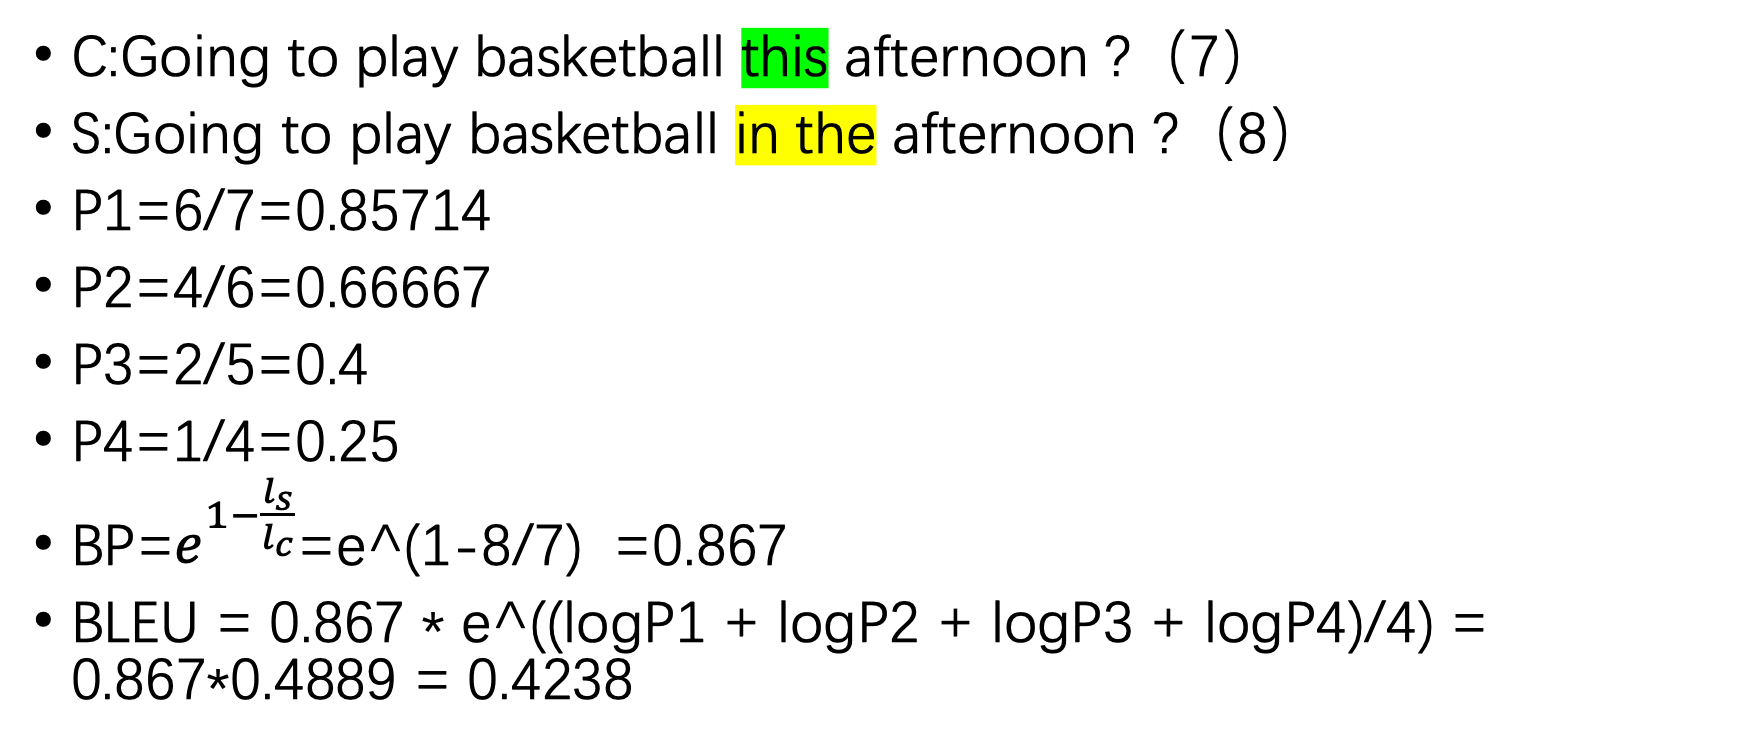 • C:Going to play basketball this afternoon ?（7）
• S:Going to play basketball in the afternoon ?（8）
• P1=6/7=0.85714
• P2=4/6=0.66667
• P3=2/5=0.4
• P4=1/4=0.25
• BP=e^(1−l_s/l_c)=e^(1-8/7) =0.867
• BLEU = 0.867 * e^((logP1 + logP2 + logP3 + logP4)/4) =
0.867*0.4889 = 0.4238